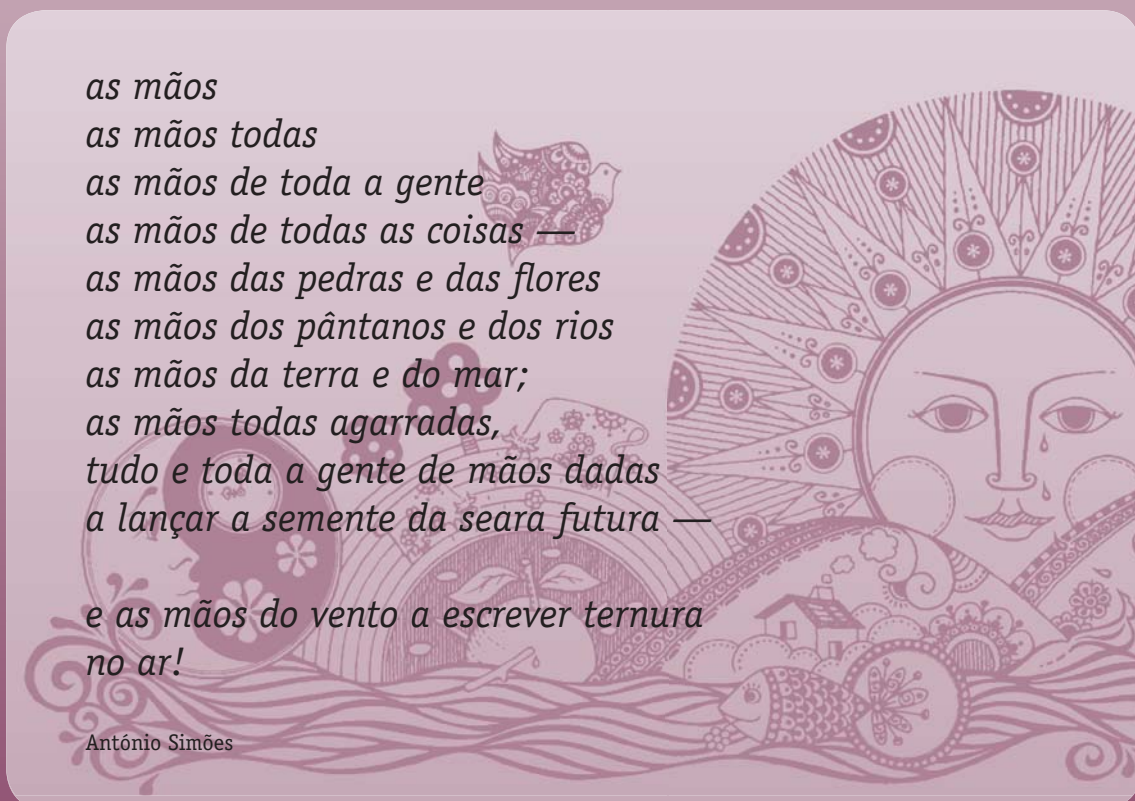 as mãos
as mãos todas
as mãos de toda a gente
as mãos de todas as coisas —
as mãos das pedras e das flores
as mãos dos pântanos e dos rios
as mãos da terra e do mar;
as mãos todas agarradas,
tudo e toda a gente de mãos dadas
a lançar a semente da seara futura —
e as mãos do vento a escrever ternura
no ar!
António Simões